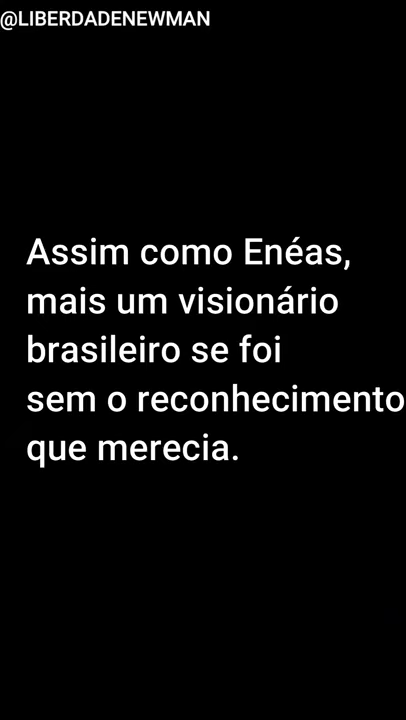 @LIBERDADENEWMAN
Assim como Enéas,
mais um visionário
brasileiro se foi
sem o reconhecimento
que merecia.